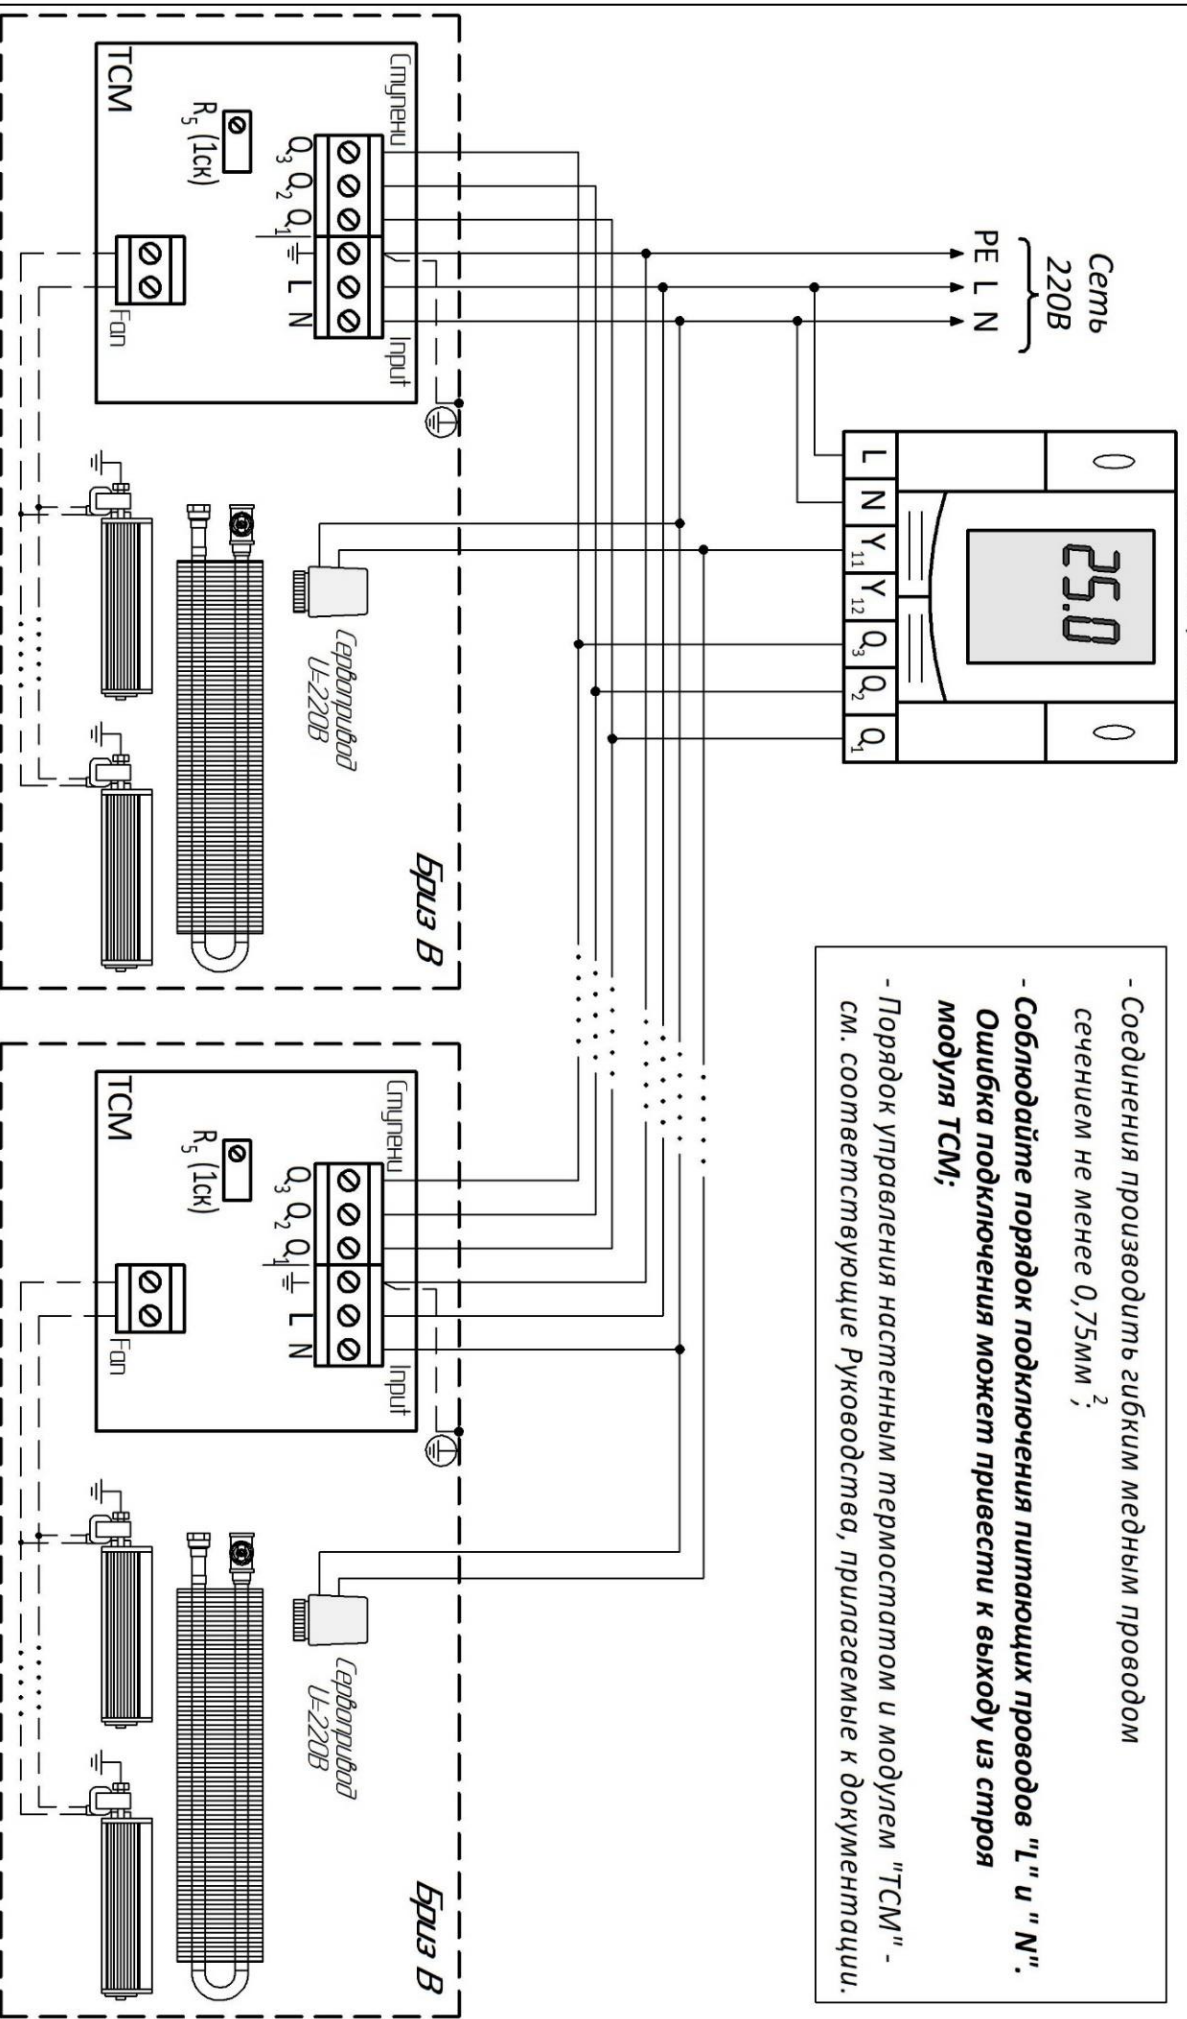 Сеть
220В
PE L N
25.0
L N Y11 Y12 Q3 Q2 Q1
- Соединения производить гибким медным проводом
сечением не менее 0,75мм²;
- Соблюдайте порядок подключения питающих проводов "L" и " N".
Ошибка подключения может привести к выходу из строя
модуля ТСМ;
- Порядок управления настенным термостатом и модулем "ТСМ" -
см. соответствующие Руководства, прилагаемые к документации.
Ступени
Input
Q3 Q2 Q1 L N
R5 (1ск)
Fan
ТСМ
Бриз В
Сервопривод
U=220В
Ступени
Input
Q3 Q2 Q1 L N
R5 (1ск)
Fan
ТСМ
Бриз В
Сервопривод
U=220В